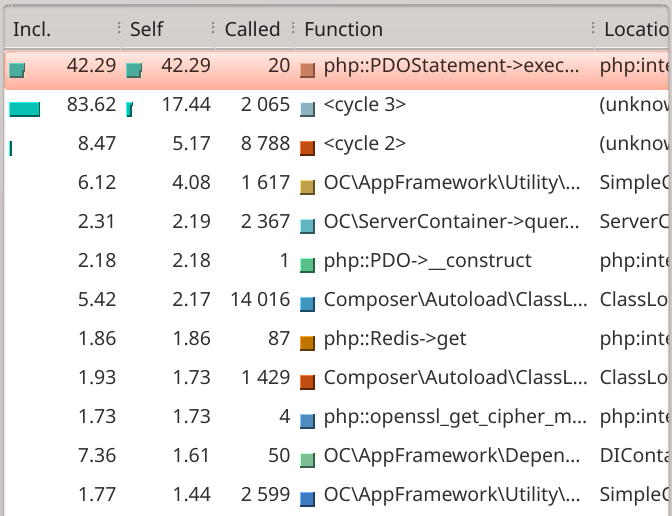 Incl. Self Called Function Locatio
42.29 42.29 20 php::PDOStatement->exec... php:inte
83.62 17.44 2 065 <cycle 3> (unknow
8.47 5.17 8 788 <cycle 2> (unknow
6.12 4.08 1 617 OC\AppFramework\Utility\... SimpleC
2.31 2.19 2 367 OC\ServerContainer->quer... ServerC
2.18 2.18 1 php::PDO->__construct php:inte
5.42 2.17 14 016 Composer\Autoload\ClassL... ClassLo
1.86 1.86 87 php::Redis->get php:inte
1.93 1.73 1 429 Composer\Autoload\ClassL... ClassLo
1.73 1.73 4 php::openssl_get_cipher_m... php:inte
7.36 1.61 50 OC\AppFramework\Depen... DIConta
1.77 1.44 2 599 OC\AppFramework\Utility\... SimpleC